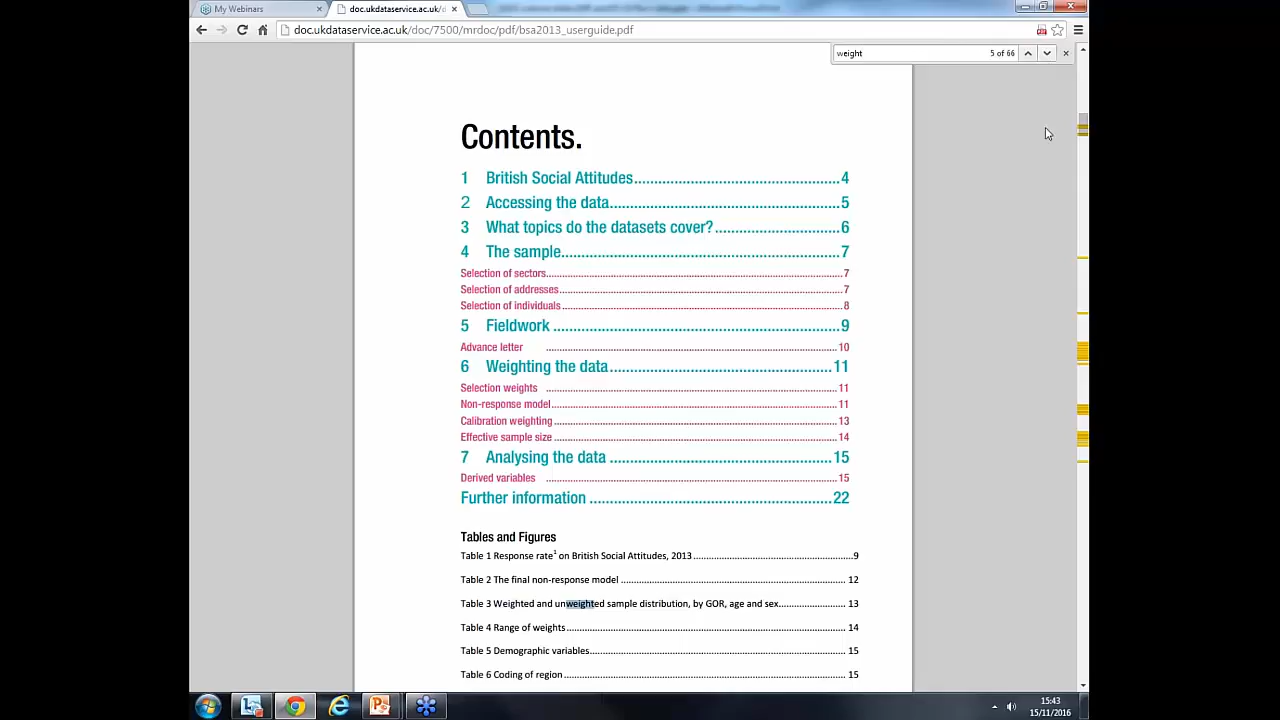 My Webinars
doc.ukdataservice.ac.uk/d
doc.ukdataservice.ac.uk/doc/7500/mrdoc/pdf/bsa2013_userguide.pdf
weight 5 of 66
Contents.
1 British Social Attitudes 4
2 Accessing the data 5
3 What topics do the datasets cover? 6
4 The sample 7
Selection of sectors 7
Selection of addresses 7
Selection of individuals 8
5 Fieldwork 9
Advance letter 10
6 Weighting the data 11
Selection weights 11
Non-response model 11
Calibration weighting 13
Effective sample size 14
7 Analysing the data 15
Derived variables 15
Further information 22
Tables and Figures
Table 1 Response rate1 on British Social Attitudes, 2013 9
Table 2 The final non-response model 12
Table 3 Weighted and unweighted sample distribution, by GOR, age and sex 13
Table 4 Range of weights 14
Table 5 Demographic variables 15
Table 6 Coding of region 15
15:43
15/11/2016